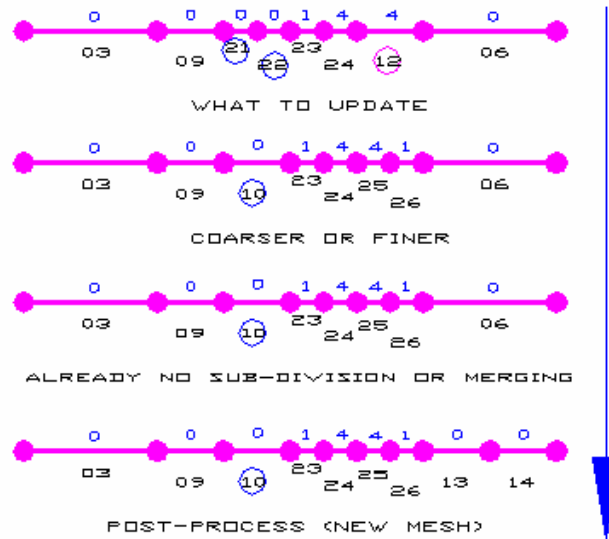 0 0 0 0 1 4 4 0
03 09 21 22 23 24 12 06
WHAT TO UPDATE
0 0 0 1 4 4 1 0
03 09 10 23 24 25 26 06
COARSER OR FINER
0 0 0 1 4 4 1 0
03 09 10 23 24 25 26 06
ALREADY NO SUB-DIVISION OR MERGING
0 0 0 1 4 4 1 0 0
03 09 10 23 24 25 26 13 14
POST-PROCESS (NEW MESH)